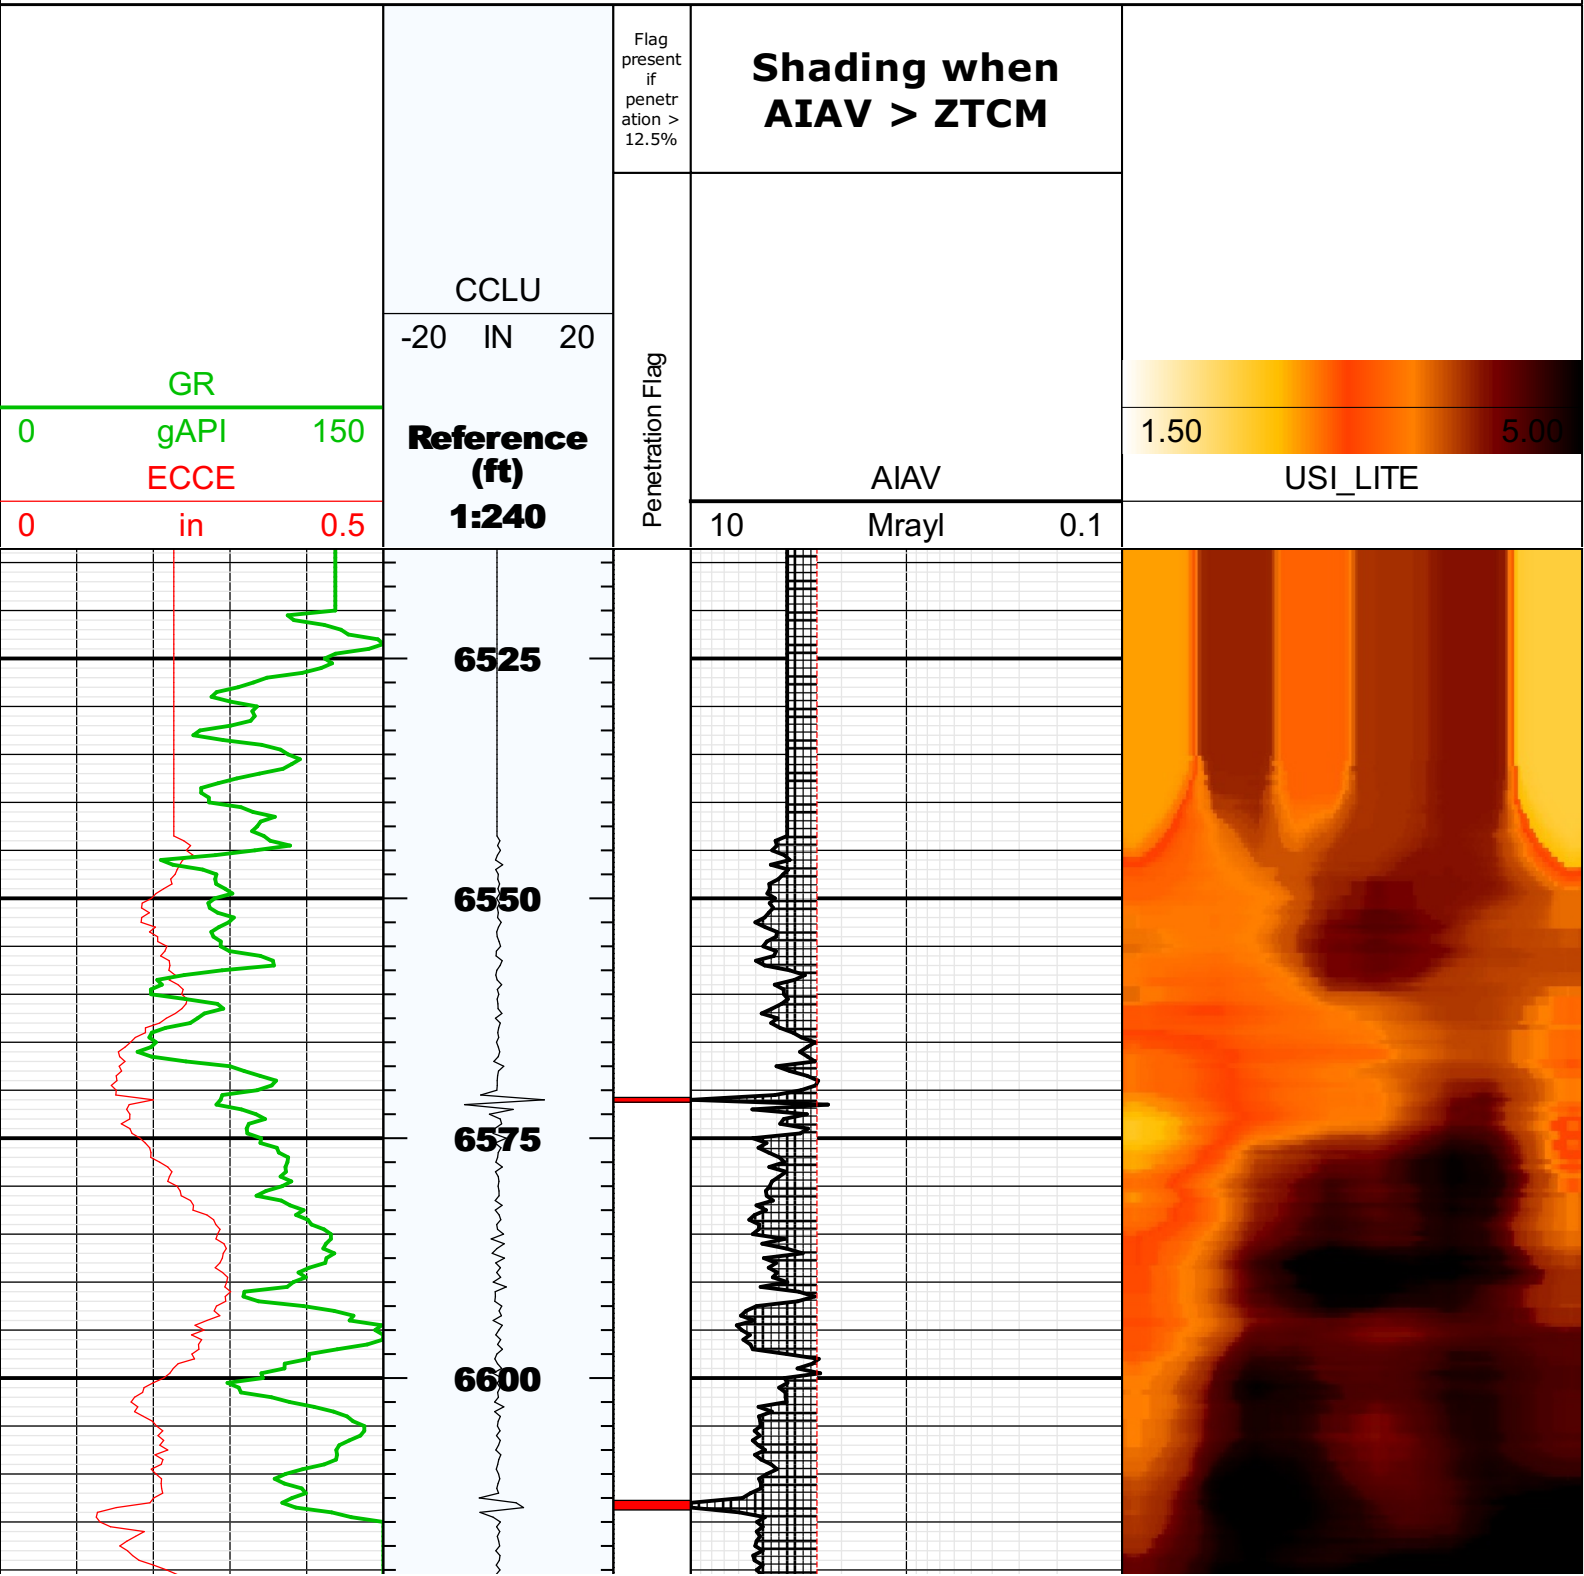 Flag
present
if
penetr
ation >
12.5%
Shading when
AIAV > ZTCM
CCLU
-20 IN 20
GR
0 gAPI 150
ECCE
0 in 0.5
Reference
(ft)
1:240
Penetration Flag
AIAV
10 Mrayl 0.1
1.50 5.00
USI_LITE
6525
6550
6575
6600